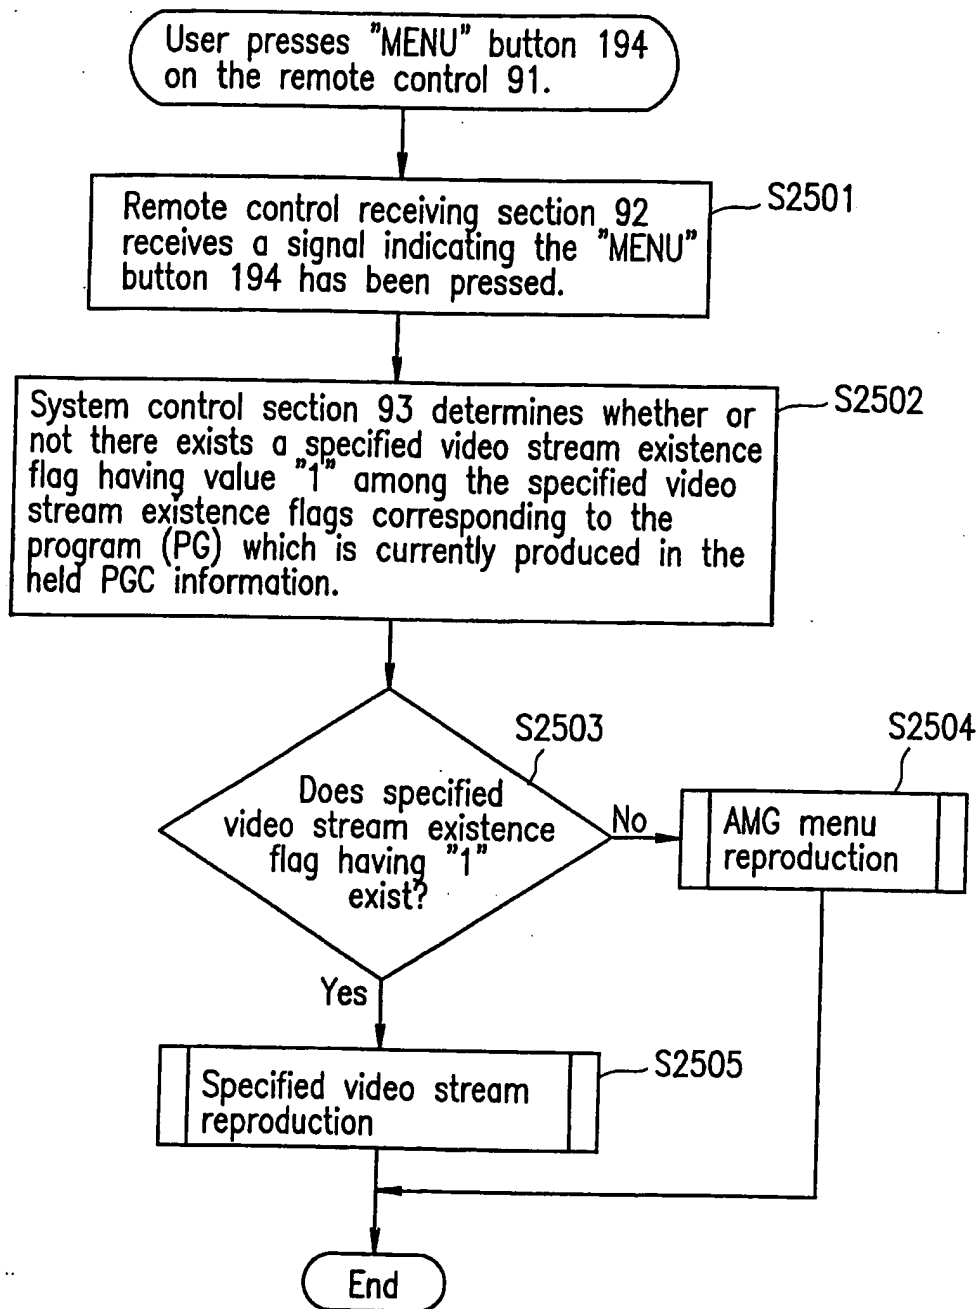 User presses "MENU" button 194
on the remote control 91.
S2501
Remote control receiving section 92
receives a signal indicating the "MENU"
button 194 has been pressed.
S2502
System control section 93 determines whether or
not there exists a specified video stream existence
flag having value "1" among the specified video
stream existence flags corresponding to the
program (PG) which is currently produced in the
held PGC information.
S2503
Does specified
video stream existence
flag having "1"
exist?
No
S2504
AMG menu
reproduction
Yes
S2505
Specified video stream
reproduction
End